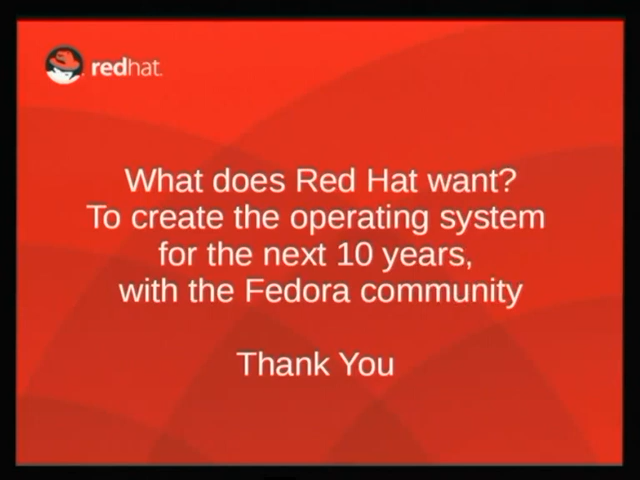 redhat.
What does Red Hat want?
To create the operating system
for the next 10 years,
with the Fedora community
Thank You